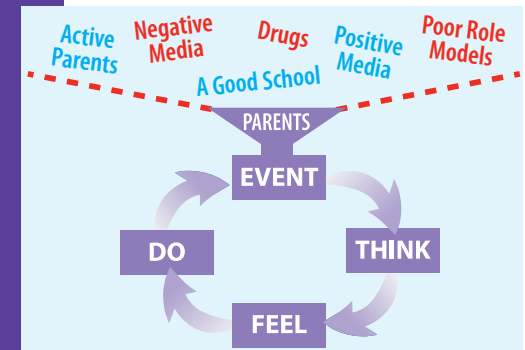 Active
Parents
Negative
Media
Drugs
Positive
Media
Poor Role
Models
A Good School
PARENTS
EVENT
DO
THINK
FEEL